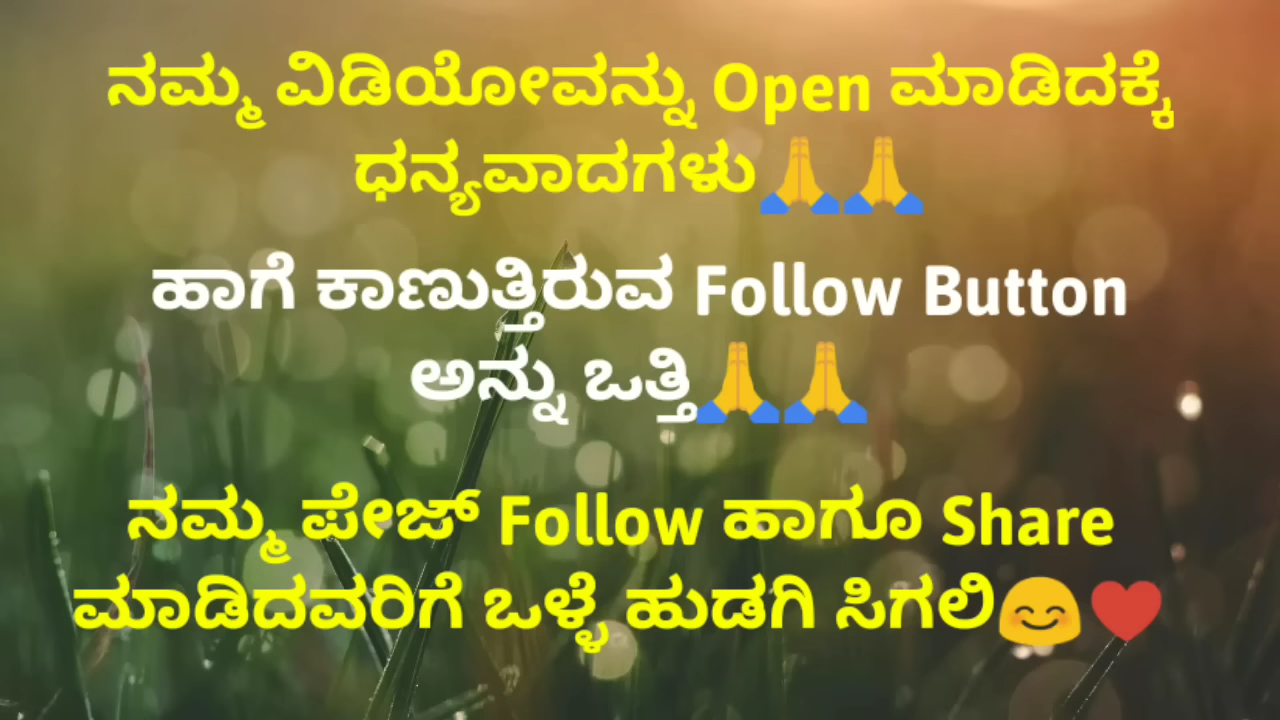 ನಮ್ಮ ವಿಡಿಯೋವನ್ನು Open ಮಾಡಿದಕ್ಕೆ
ಧನ್ಯವಾದಗಳು🙏🙏
ಹಾಗೆ ಕಾಣುತ್ತಿರುವ Follow Button
ಅನ್ನು ಒತ್ತಿ🙏🙏
ನಮ್ಮ ಪೇಜ್ Follow ಹಾಗೂ Share
ಮಾಡಿದವರಿಗೆ ಒಳ್ಳೆ ಹುಡಗಿ ಸಿಗಲಿ😊❤️